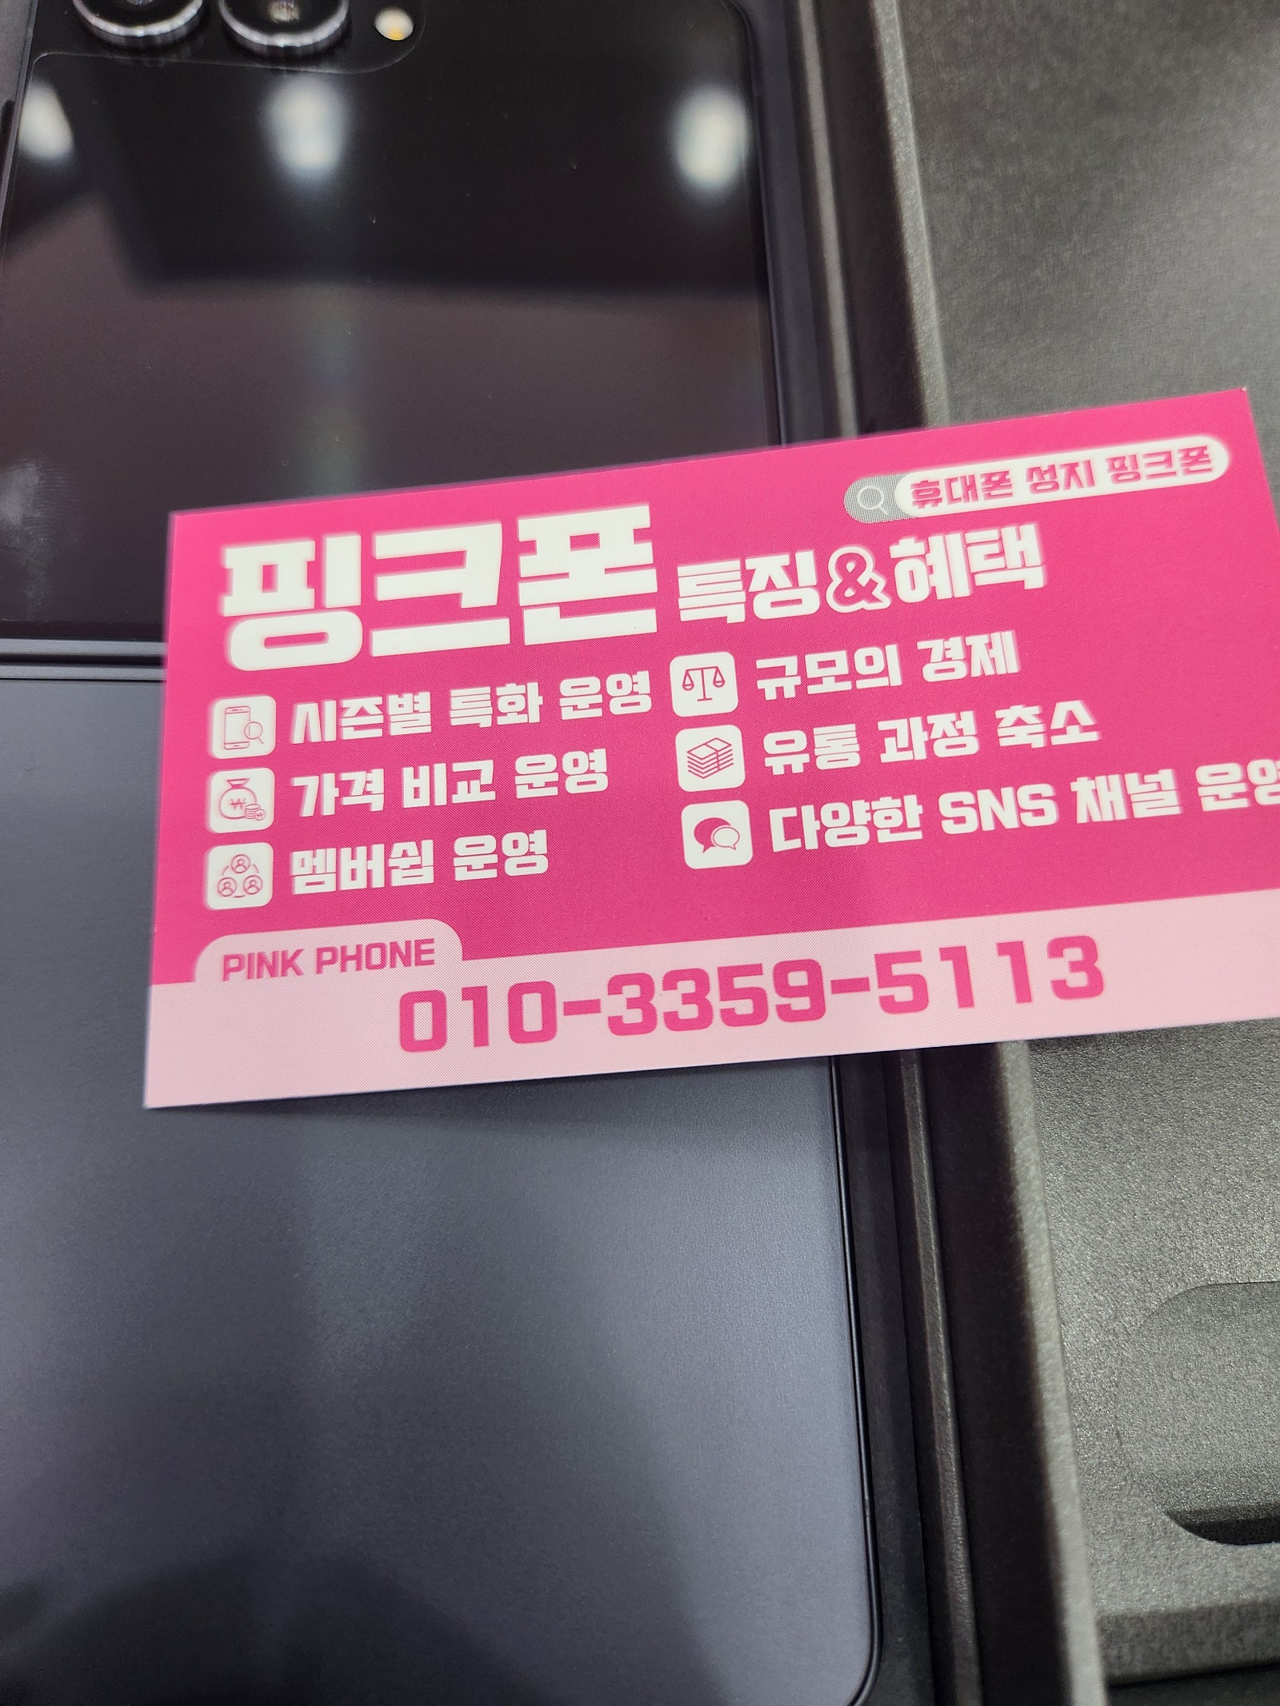 휴대폰 성지 핑크폰
핑크폰 특징&혜택
시즌별 특화 운영
가격 비교 운영
멤버쉽 운영
규모의 경제
유통 과정 축소
다양한 SNS 채널 운영
PINK PHONE
010-3359-5113